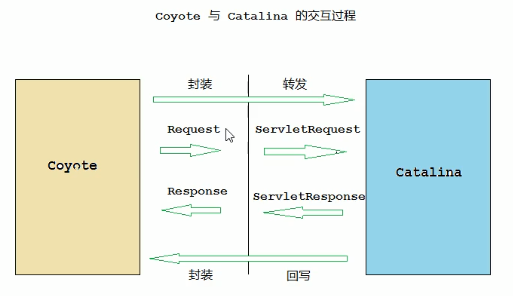 Coyote 与 Catalina 的交互过程
封装 转发
Request ServletRequest
Coyote Catalina
Response ServletResponse
封装 回写